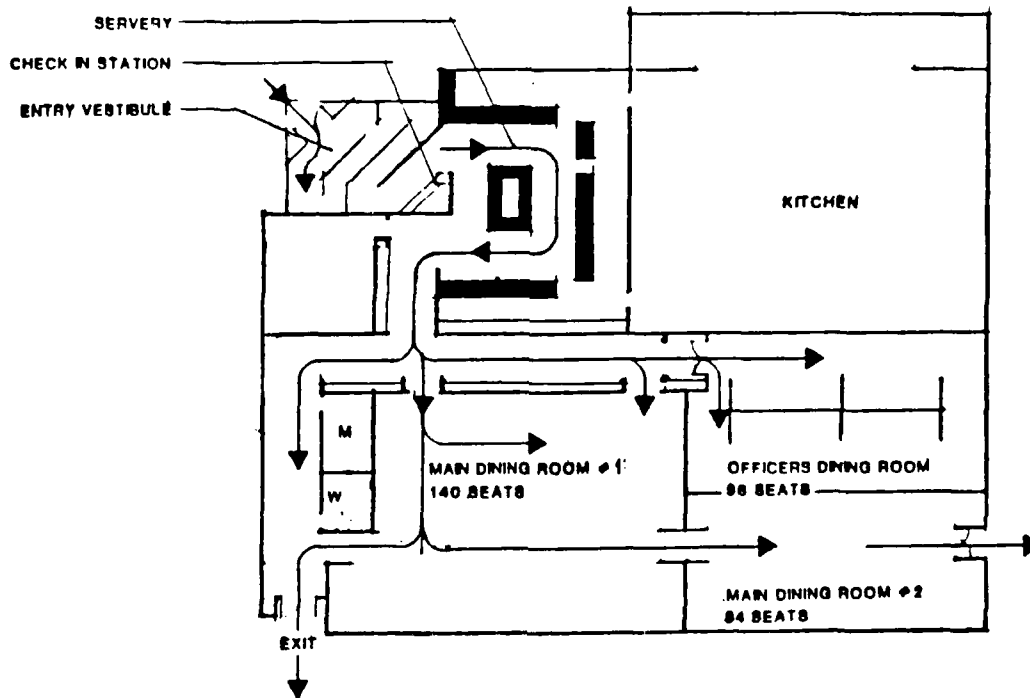 SERVERY
CHECK IN STATION
ENTRY VESTIBULE
KITCHEN
M
W
MAIN DINING ROOM #1
140 SEATS
OFFICERS DINING ROOM
96 SEATS
MAIN DINING ROOM #2
84 SEATS
EXIT